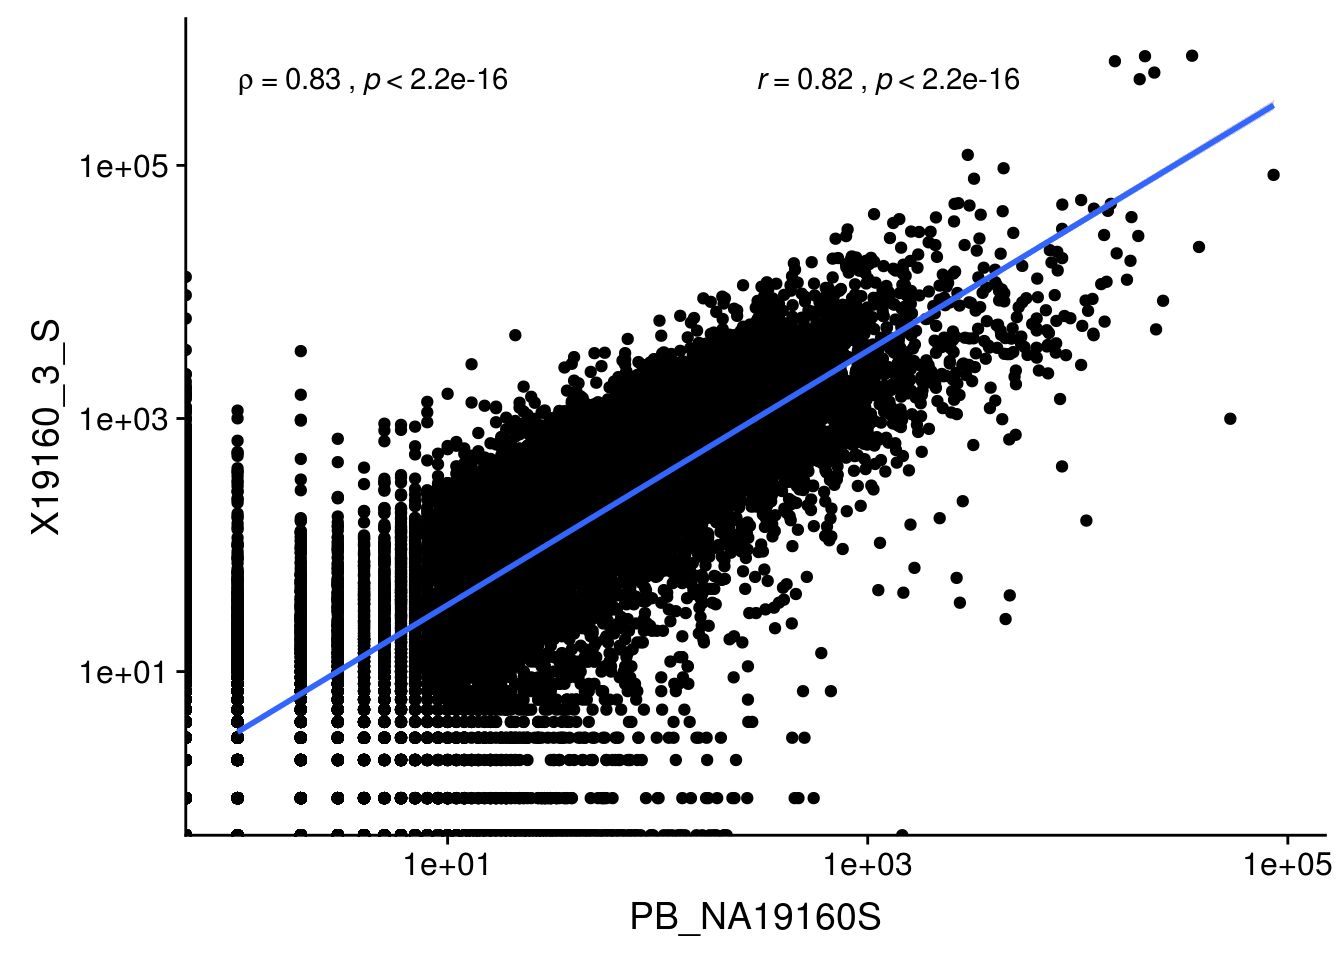 ρ = 0.83 , p < 2.2e-16
r = 0.82 , p < 2.2e-16
1e+05
1e+03
1e+01
X19160_3_S
1e+01
1e+03
1e+05
PB_NA19160S